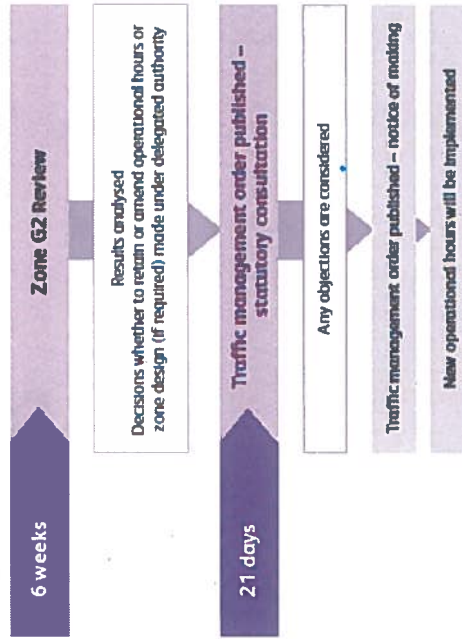 6 weeks
Zone G2 Review
Results analysed
Decisions whether to retain or amend operational hours or
zone design (if required) made under delegated authority
21 days
Traffic management order published –
statutory consultation
Any objections are considered
Traffic management order published – notice of making
New operational hours will be implemented